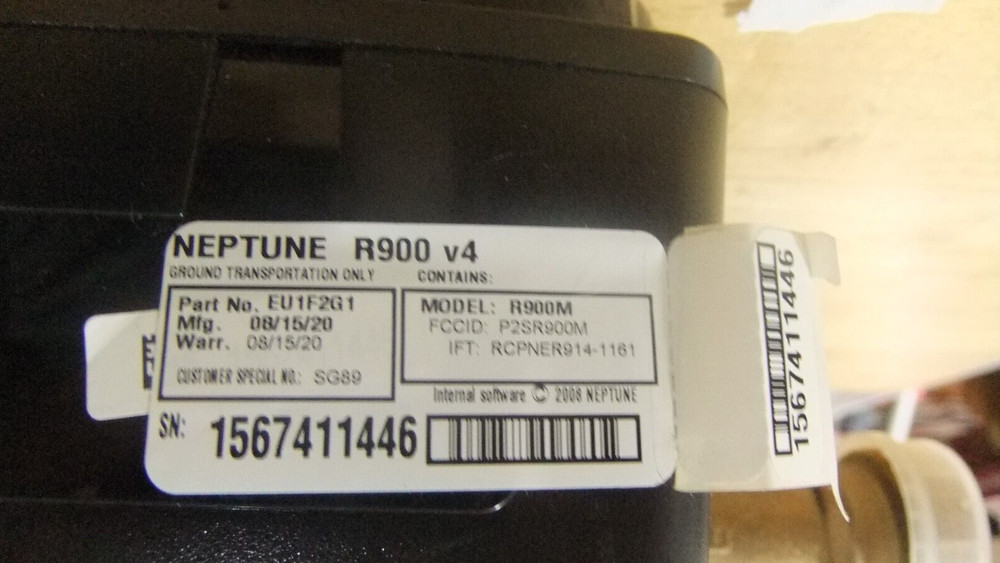 NEPTUNE R900 v4
GROUND TRANSPORTATION ONLY CONTAINS:
Part No. EU1F2G1
Mfg. 08/15/20
Warr. 08/15/20
CUSTOMER SPECIAL NO.: SG89
MODEL: R900M
FCCID: P2SR900M
IFT: RCPNER914-1161
Internal software © 2008 NEPTUNE
SN: 1567411446
1567411446